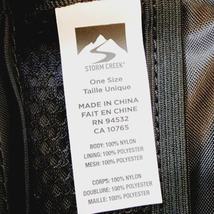 STORM CREEK
One Size
Taille Unique
MADE IN CHINA
FAIT EN CHINE
RN 94532
CA 10765
BODY: 100% NYLON
LINING: 100% POLYESTER
MESH: 100% POLYESTER
CORPS: 100% NYLON
DOUBLURE: 100% POLYESTER
MAILLE: 100% POLYESTER